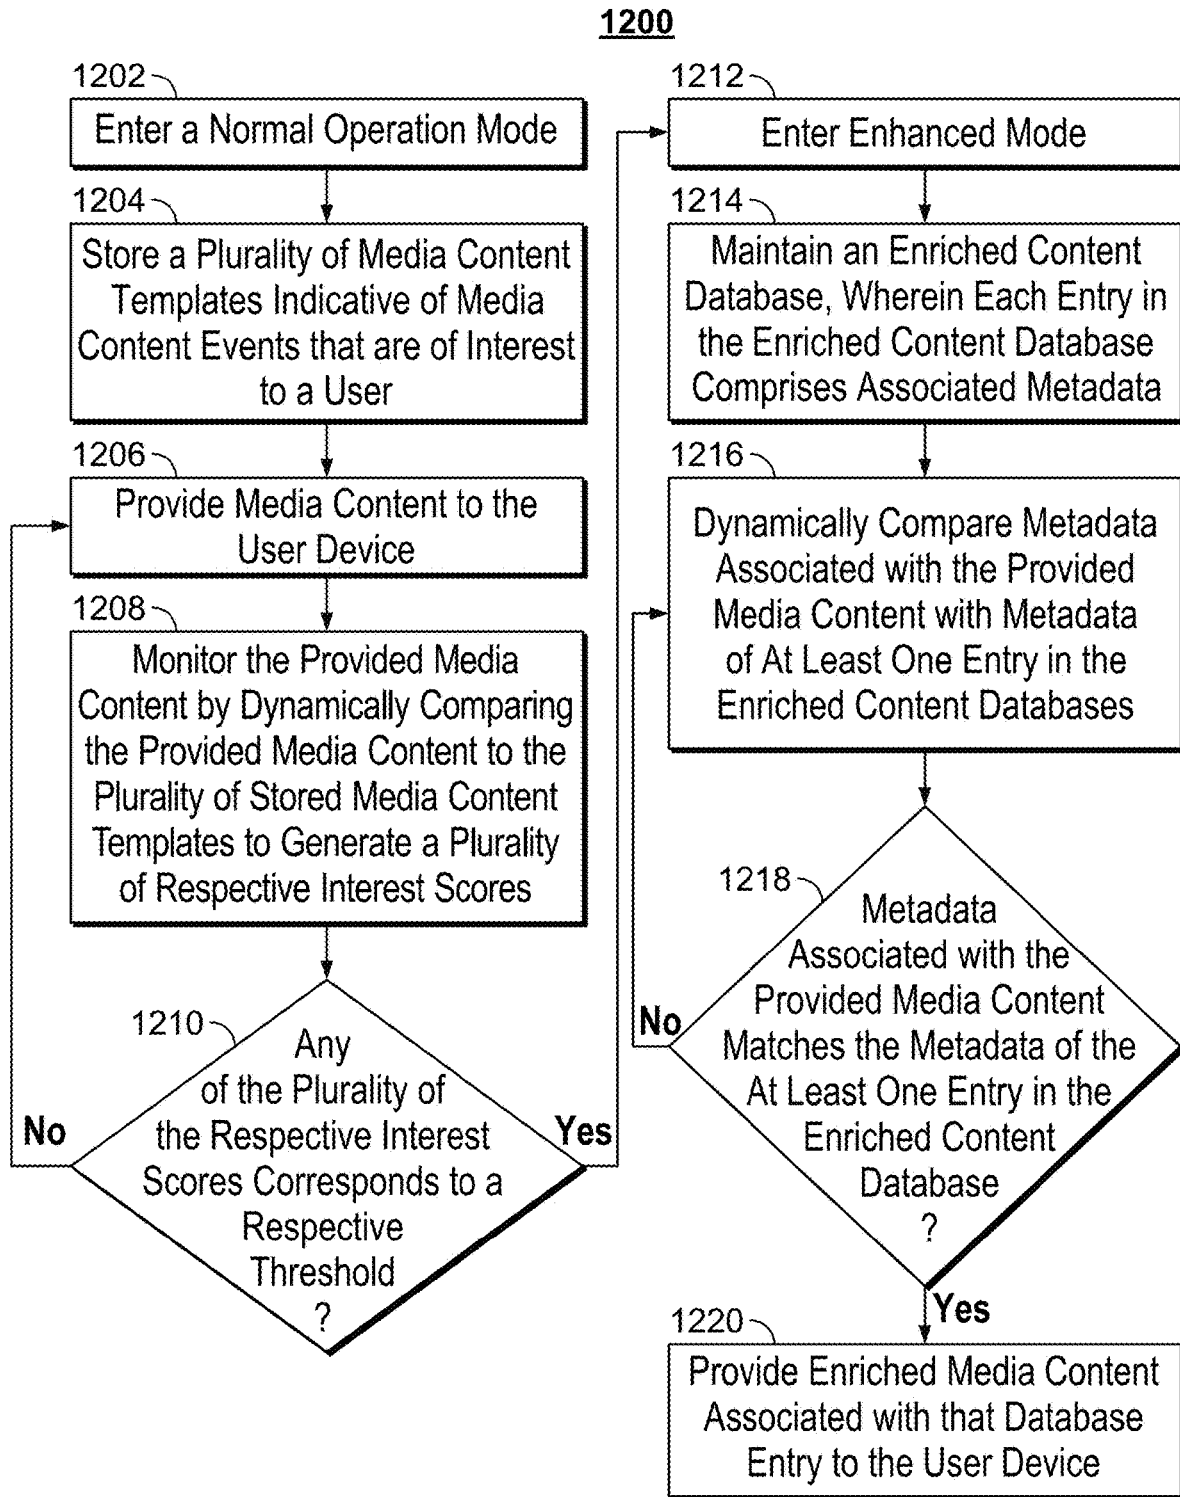 1200
1202
Enter a Normal Operation Mode
1204
Store a Plurality of Media Content
Templates Indicative of Media
Content Events that are of Interest
to a User
1206
Provide Media Content to the
User Device
1208
Monitor the Provided Media
Content by Dynamically Comparing
the Provided Media Content to the
Plurality of Stored Media Content
Templates to Generate a Plurality
of Respective Interest Scores
1210
Any
of the Plurality of
the Respective Interest
Scores Corresponds to a
Respective
Threshold
?
No
Yes
1212
Enter Enhanced Mode
1214
Maintain an Enriched Content
Database, Wherein Each Entry in
the Enriched Content Database
Comprises Associated Metadata
1216
Dynamically Compare Metadata
Associated with the Provided
Media Content with Metadata
of At Least One Entry in the
Enriched Content Databases
1218
Metadata
Associated with the
Provided Media Content
Matches the Metadata of the
At Least One Entry in the
Enriched Content
Database
?
No
Yes
1220
Provide Enriched Media Content
Associated with that Database
Entry to the User Device